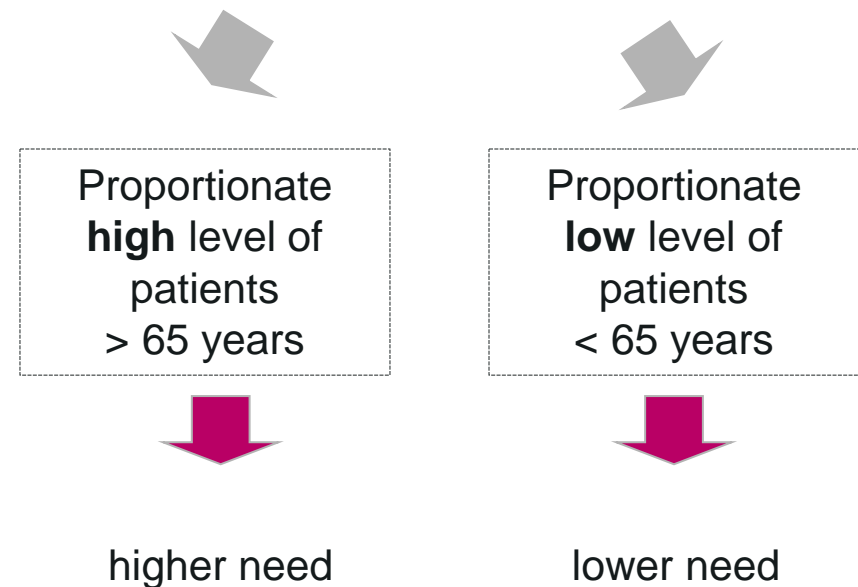 Proportionate
high level of
patients
> 65 years
Proportionate
low level of
patients
< 65 years
higher need
lower need